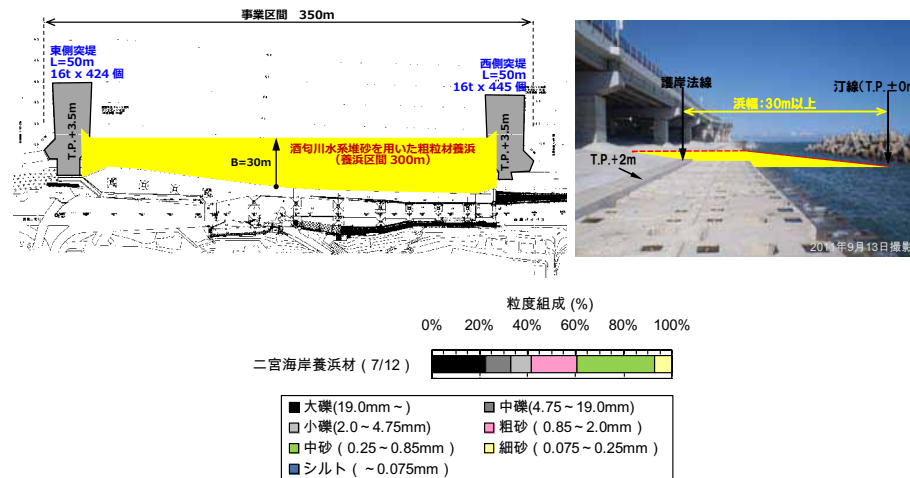 事業区間 350m
東側突堤
L=50m
16t x 424 個
西側突堤
L=50m
16t x 445個
T.P.+3.5m
T.P.+3.5m
酒匂川水系堆砂を用いた粗粒材養浜
(養浜区間 300m)
B=30m
護岸法線
汀線(T.P.±0m
浜幅:30m以上
T.P.+2m
2011年9月13日撮影
粒度組成 (%)
0% 20% 40% 60% 80% 100%
二宮海岸養浜材 ( 7/12 )
大礫(19.0mm~) 中礫(4.75~19.0mm)
小礫(2.0~4.75mm) 粗砂 ( 0.85~2.0mm )
中砂 ( 0.25~0.85mm ) 細砂 ( 0.075~0.25mm )
シルト ( ~0.075mm )